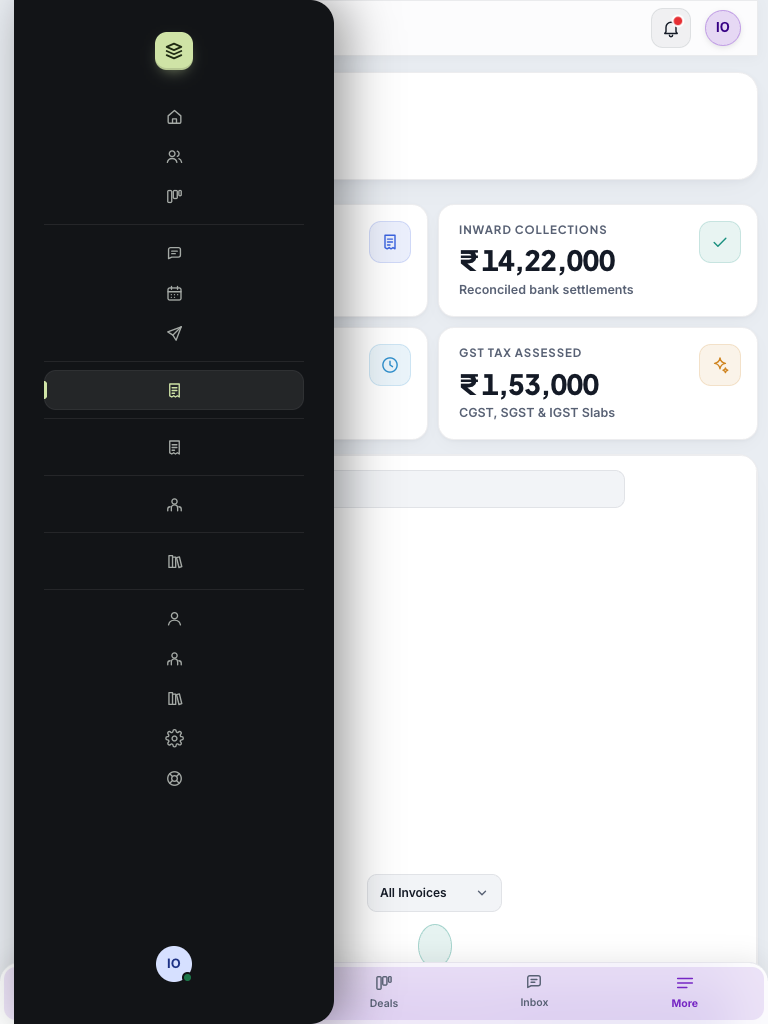 IO
INWARD COLLECTIONS
₹14,22,000
Reconciled bank settlements
GST TAX ASSESSED
₹1,53,000
CGST, SGST & IGST Slabs
All Invoices
IO
Deals
Inbox
More